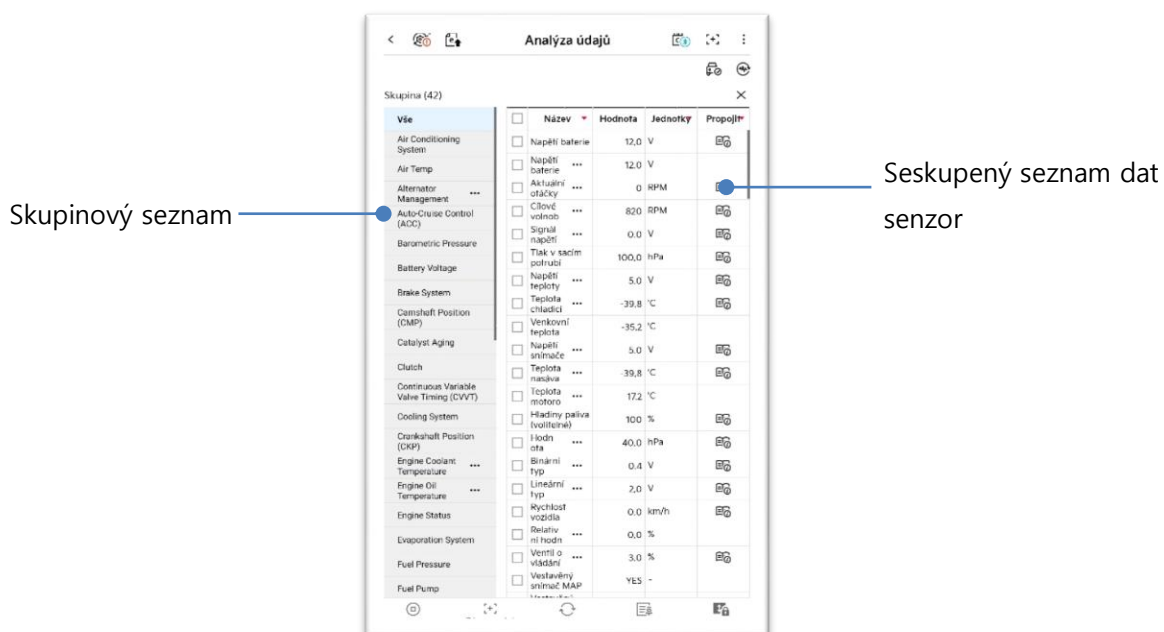 Analýza údajů
Skupina (42)
Vše
Air Conditioning
System
Air Temp
Alternator
Management
Auto-Cruise Control
(ACC)
Barometric Pressure
Battery Voltage
Brake System
Camshaft Position
(CMP)
Catalyst Aging
Clutch
Continuous Variable
Valve Timing (CVVT)
Cooling System
Crankshaft Position
(CKP)
Engine Coolant
Temperature
Engine Oil
Temperature
Engine Status
Evaporation System
Fuel Pressure
Fuel Pump
Název Hodnota Jednotky Propojit
Napětí baterie 12,0 V
Napětí
baterie ... 12.0 V
Aktuální
otáčky ... 0 RPM
Cílové
volnob ... 820 RPM
Signál
napětí ... 0.0 V
Tlak v sacím
potrubí 100,0 hPa
Napětí
teploty ... 5.0 V
Teplota
chladicí ... -39,8 °C
Venkovní
teplota -35,2 °C
Napětí
snímače ... 5.0 V
Teplota
nasáva ... -39,8 °C
Teplota
motoro ... 17.2 °C
Hladiny paliva
(volitelné) 100 %
Hodn
ota ... 40,0 hPa
Binární
typ ... 0.4 V
Lineární
typ ... 2,0 V
Rychlost
vozidla 0.0 km/h
Relativ
ní hodn ... 0,0 %
Ventil o
vládání ... 3.0 %
Vestavěný
snímač MAP YES -
Skupinový seznam
Seskupený seznam dat
senzor